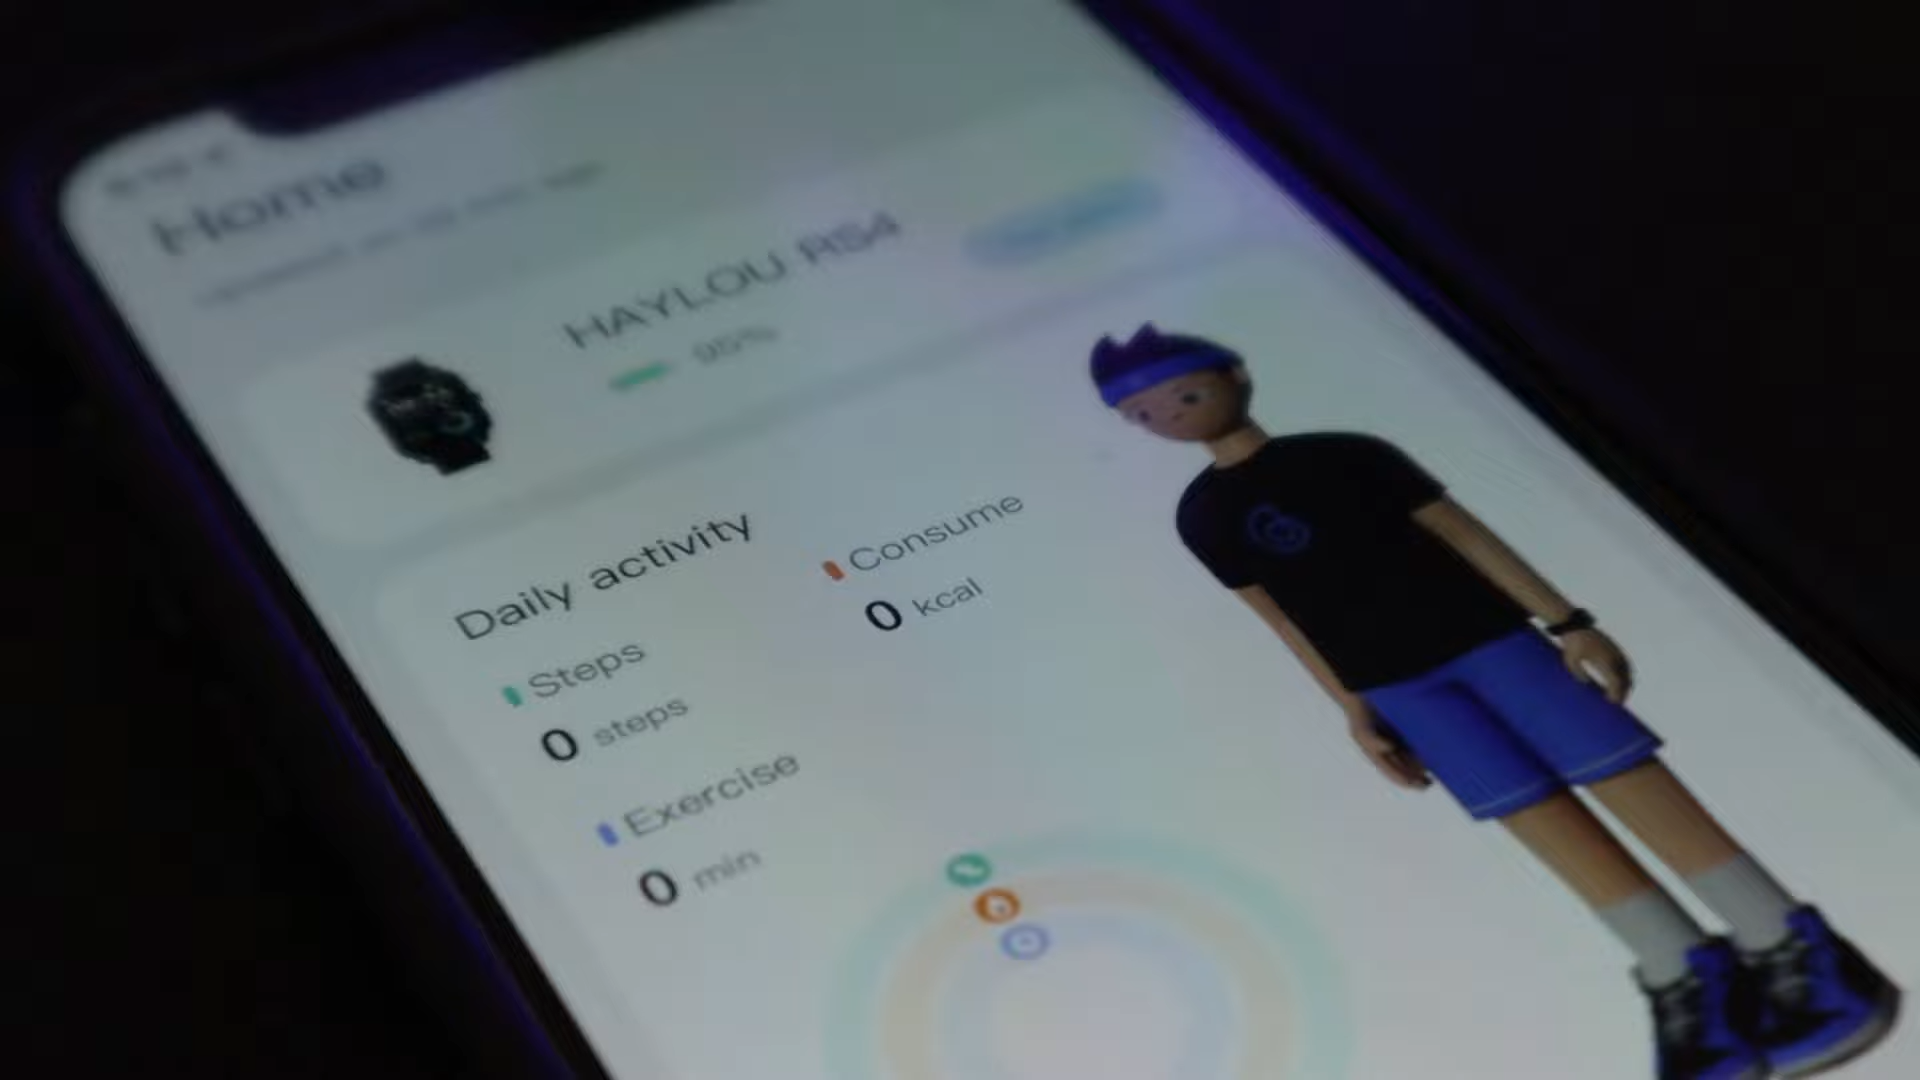 Home
HAYLOU RS4
95%
Daily activity
Steps
0 steps
Consume
0 kcal
Exercise
0 min